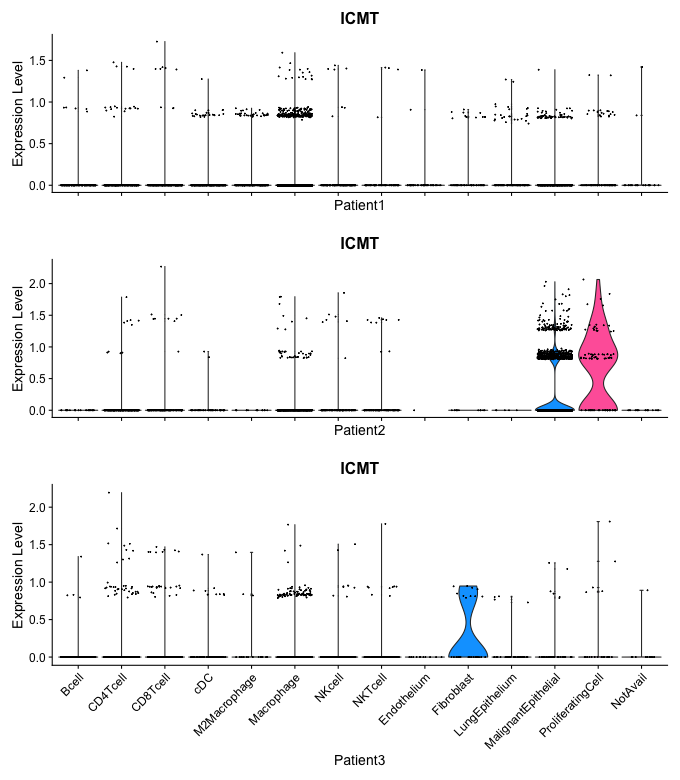 ICMT
Expression Level
1.5
1.0
0.5
0.0
Patient1
ICMT
Expression Level
2.0
1.5
1.0
0.5
0.0
Patient2
ICMT
Expression Level
2.0
1.5
1.0
0.5
0.0
Bcell
CD4Tcell
CD8Tcell
cDC
M2Macrophage
Macrophage
NKcell
NKTcell
Endothelium
Fibroblast
LungEpithelium
MalignantEpithelial
ProliferatingCell
NotAvail
Patient3